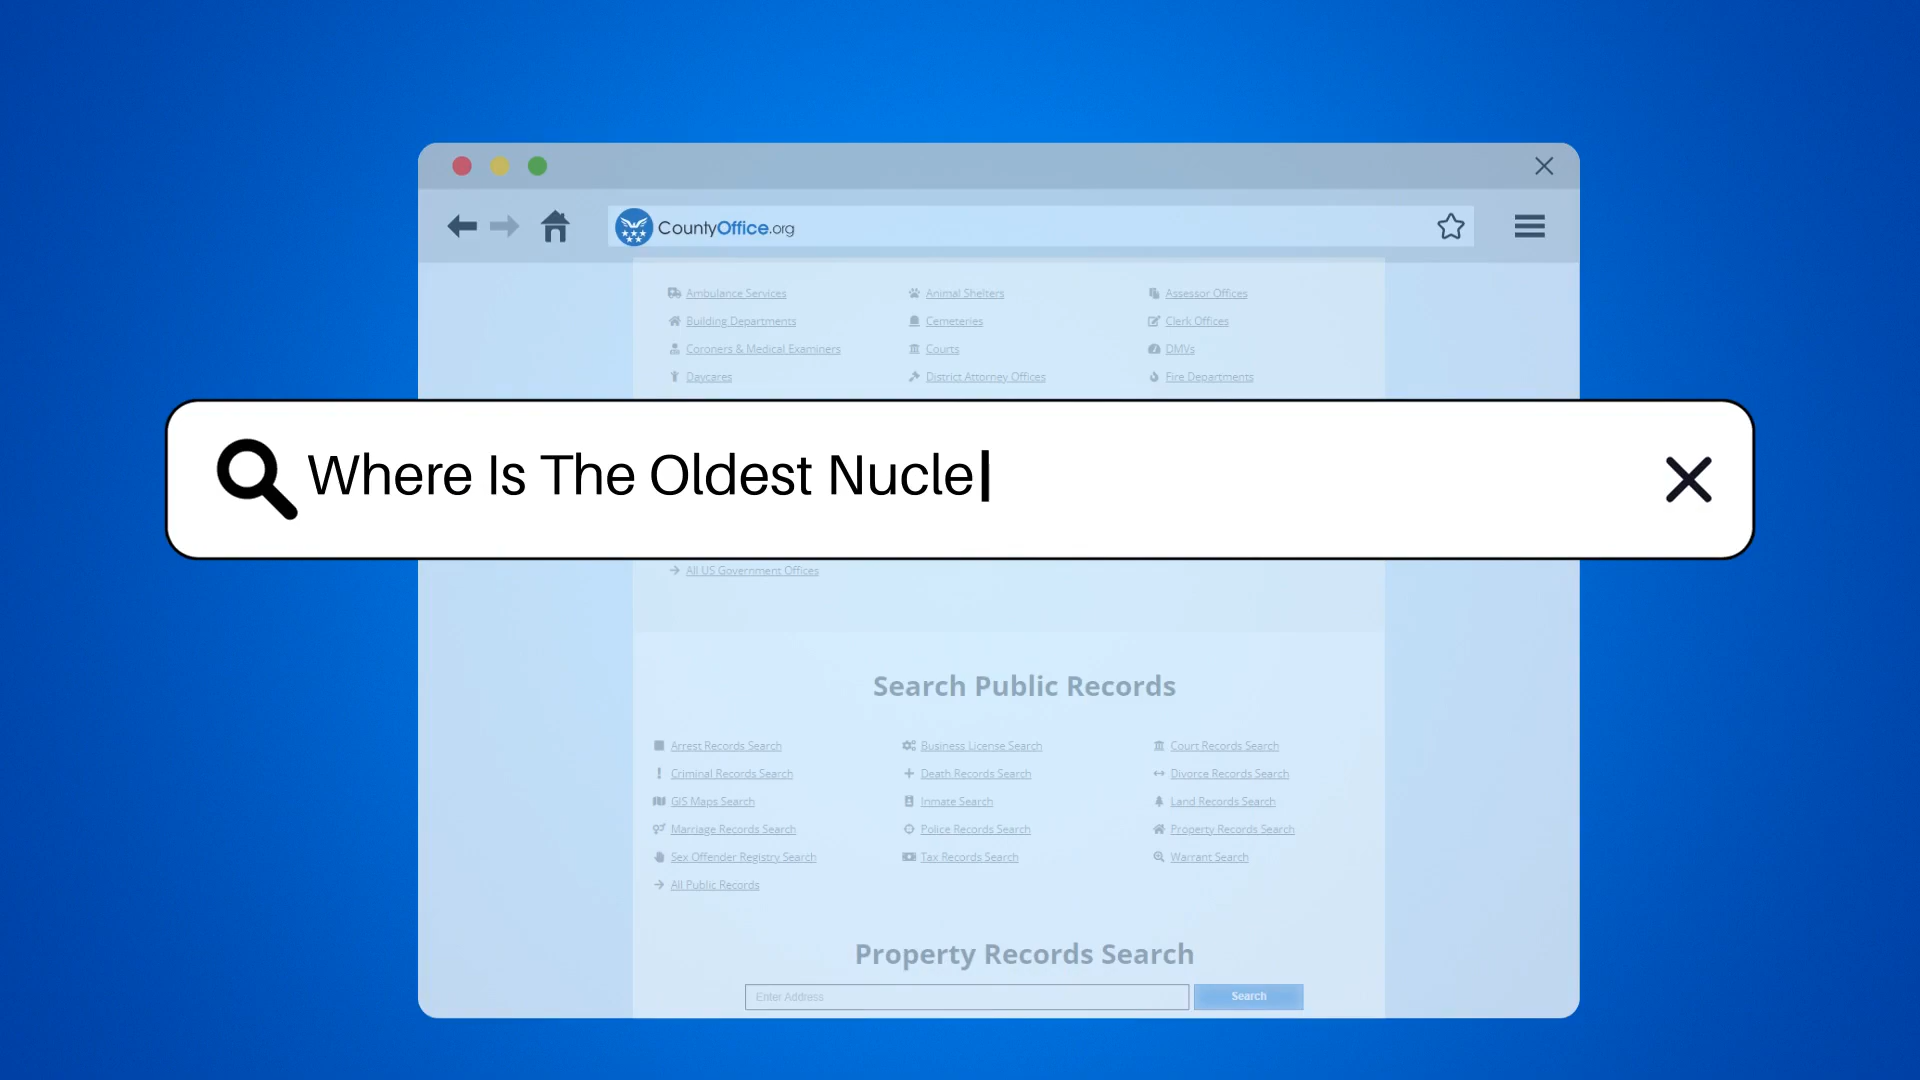 CountyOffice.org
Ambulance Services Animal Shelters Assessor Offices
Building Departments Cemeteries Clerk Offices
Coroners & Medical Examiners Courts DMVs
Daycares District Attorney Offices Fire Departments
Where Is The Oldest Nucle
All US Government Offices
Search Public Records
Arrest Records Search Business License Search Court Records Search
Criminal Records Search Death Records Search Divorce Records Search
GIS Maps Search Inmate Search Land Records Search
Marriage Records Search Police Records Search Property Records Search
Sex Offender Registry Search Tax Records Search Warrant Search
All Public Records
Property Records Search
Enter Address Search